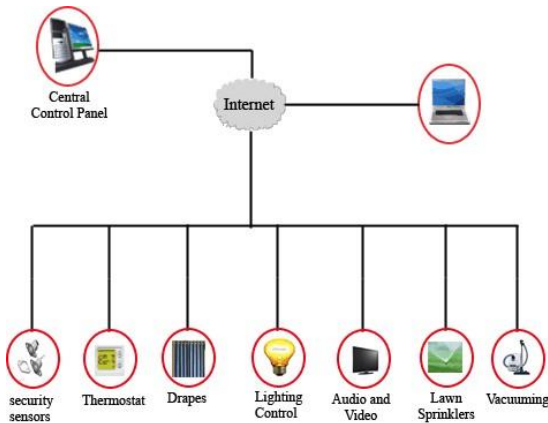 Central
Control Panel
Internet
security
sensors
Thermostat
Drapes
Lighting
Control
Audio and
Video
Lawn
Sprinklers
Vacuuming